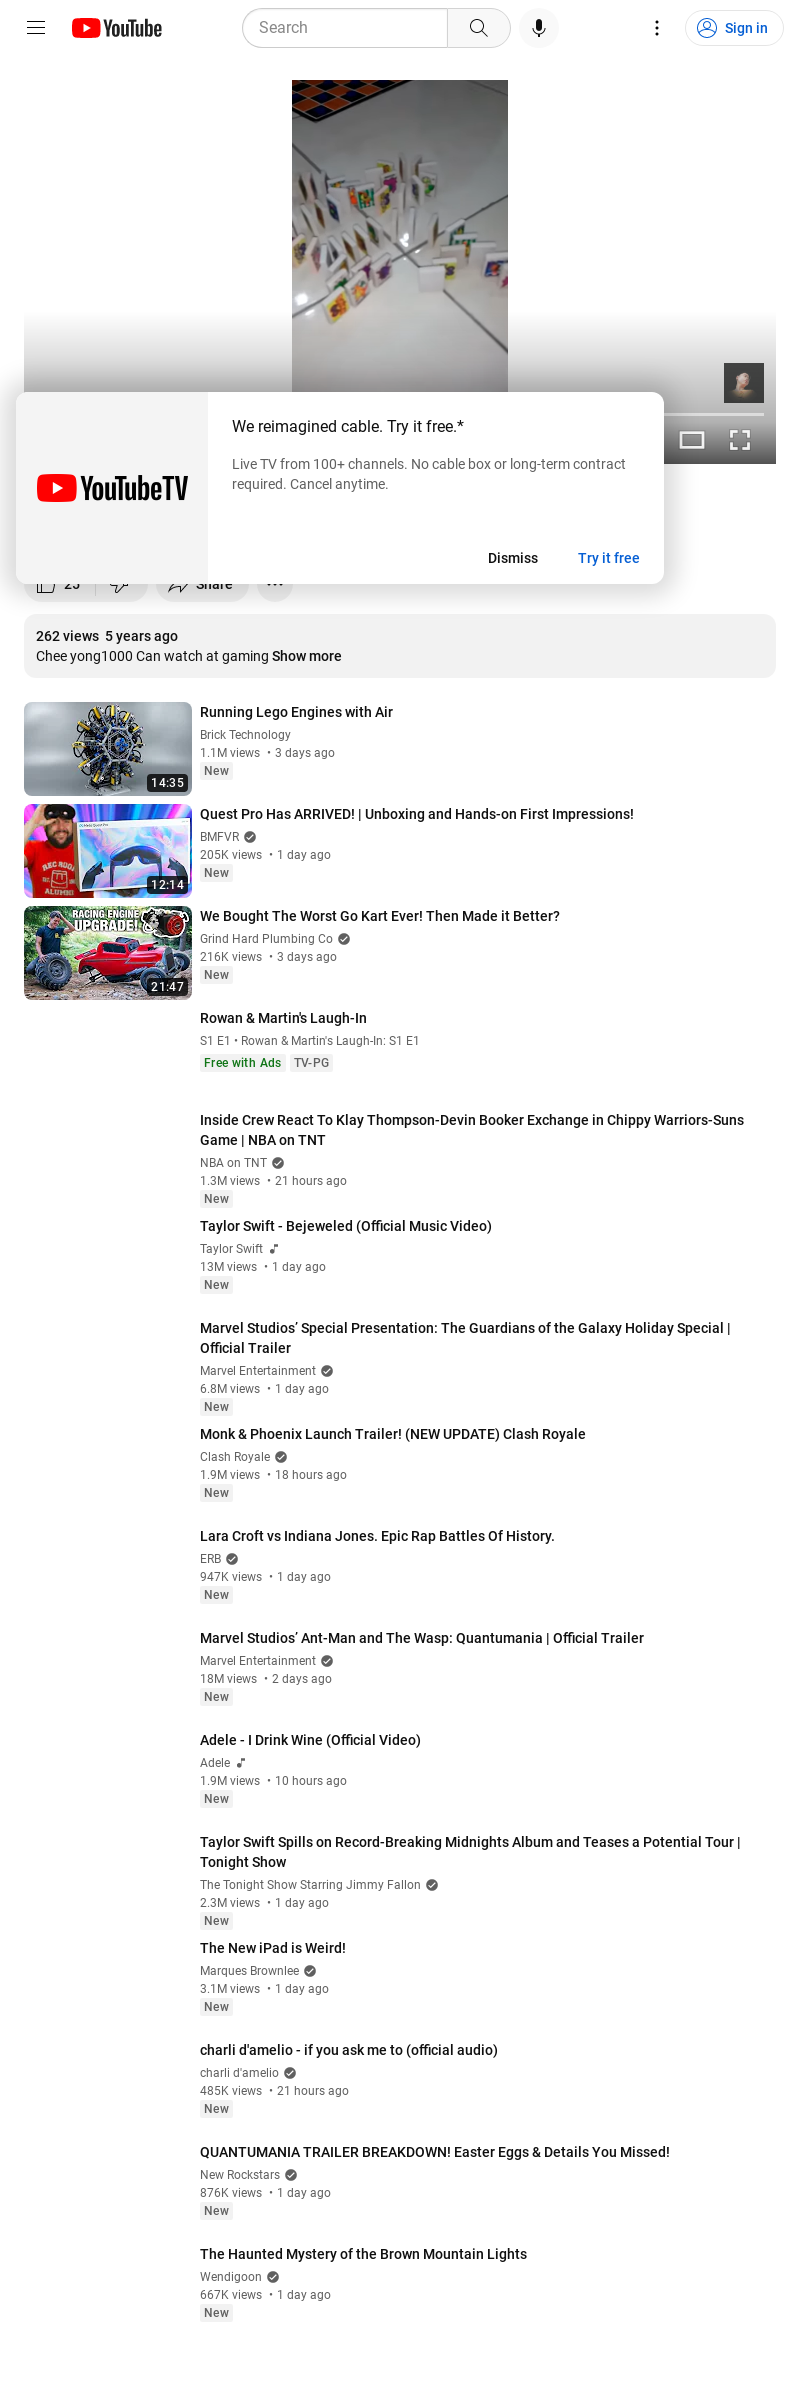 YouTube
Search
Sign in
YouTubeTV
We reimagined cable. Try it free.*
Live TV from 100+ channels. No cable box or long-term contract
required. Cancel anytime.
Dismiss
Try it free
25
Share
262 views 5 years ago
Chee yong1000 Can watch at gaming Show more
14:35
Running Lego Engines with Air
Brick Technology
1.1M views • 3 days ago
New
12:14
Quest Pro Has ARRIVED! | Unboxing and Hands-on First Impressions!
BMFVR
205K views • 1 day ago
New
RACING ENGINE
UPGRADE!
21:47
We Bought The Worst Go Kart Ever! Then Made it Better?
Grind Hard Plumbing Co
216K views • 3 days ago
New
Rowan & Martin's Laugh-In
S1 E1 • Rowan & Martin's Laugh-In: S1 E1
Free with Ads TV-PG
Inside Crew React To Klay Thompson-Devin Booker Exchange in Chippy Warriors-Suns
Game | NBA on TNT
NBA on TNT
1.3M views • 21 hours ago
New
Taylor Swift - Bejeweled (Official Music Video)
Taylor Swift
13M views • 1 day ago
New
Marvel Studios’ Special Presentation: The Guardians of the Galaxy Holiday Special |
Official Trailer
Marvel Entertainment
6.8M views • 1 day ago
New
Monk & Phoenix Launch Trailer! (NEW UPDATE) Clash Royale
Clash Royale
1.9M views • 18 hours ago
New
Lara Croft vs Indiana Jones. Epic Rap Battles Of History.
ERB
947K views • 1 day ago
New
Marvel Studios’ Ant-Man and The Wasp: Quantumania | Official Trailer
Marvel Entertainment
18M views • 2 days ago
New
Adele - I Drink Wine (Official Video)
Adele
1.9M views • 10 hours ago
New
Taylor Swift Spills on Record-Breaking Midnights Album and Teases a Potential Tour |
Tonight Show
The Tonight Show Starring Jimmy Fallon
2.3M views • 1 day ago
New
The New iPad is Weird!
Marques Brownlee
3.1M views • 1 day ago
New
charli d'amelio - if you ask me to (official audio)
charli d'amelio
485K views • 21 hours ago
New
QUANTUMANIA TRAILER BREAKDOWN! Easter Eggs & Details You Missed!
New Rockstars
876K views • 1 day ago
New
The Haunted Mystery of the Brown Mountain Lights
Wendigoon
667K views • 1 day ago
New